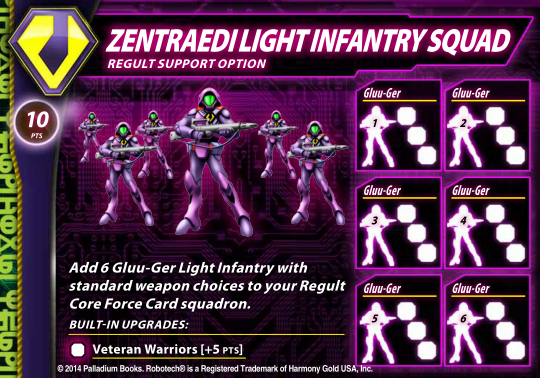 ZENTRAEDI LIGHT INFANTRY SQUAD
REGULT SUPPORT OPTION
10
PTS
Gluu-Ger
1
Gluu-Ger
2
Gluu-Ger
3
Gluu-Ger
4
Gluu-Ger
5
Gluu-Ger
6
Add 6 Gluu-Ger Light Infantry with
standard weapon choices to your Regult
Core Force Card squadron.
BUILT-IN UPGRADES:
Veteran Warriors [+5 PTS]
© 2014 Palladium Books. Robotech® is a Registered Trademark of Harmony Gold USA, Inc.